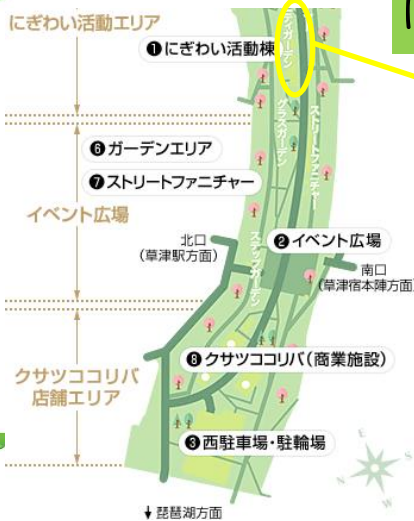 にぎわい活動エリア
❶にぎわい活動棟
ティガーデン
グラスガーデン
ストリートファニチャー
❻ガーデンエリア
❼ストリートファニチャー
イベント広場
北口
(草津駅方面)
❷イベント広場
ステップガーデン
南口
(草津宿本陣方面)
クサツココリバ
店舗エリア
❽クサツココリバ(商業施設)
❸西駐車場・駐輪場
E
S
N
W
↓琵琶湖方面